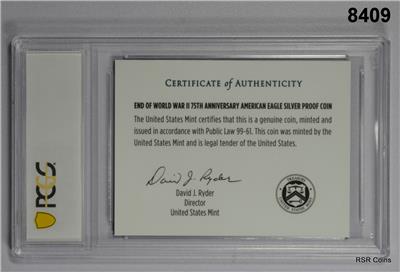 8409
PCGS
CERTIFICATE of AUTHENTICITY
END OF WORLD WAR II 75TH ANNIVERSARY AMERICAN EAGLE SILVER PROOF COIN
The United States Mint certifies that this is a genuine coin, minted and
issued in accordance with Public Law 99-61. This coin was minted by the
United States Mint and is legal tender of the United States.
David J. Ryder
David J. Ryder
Director
United States Mint
RSR Coins